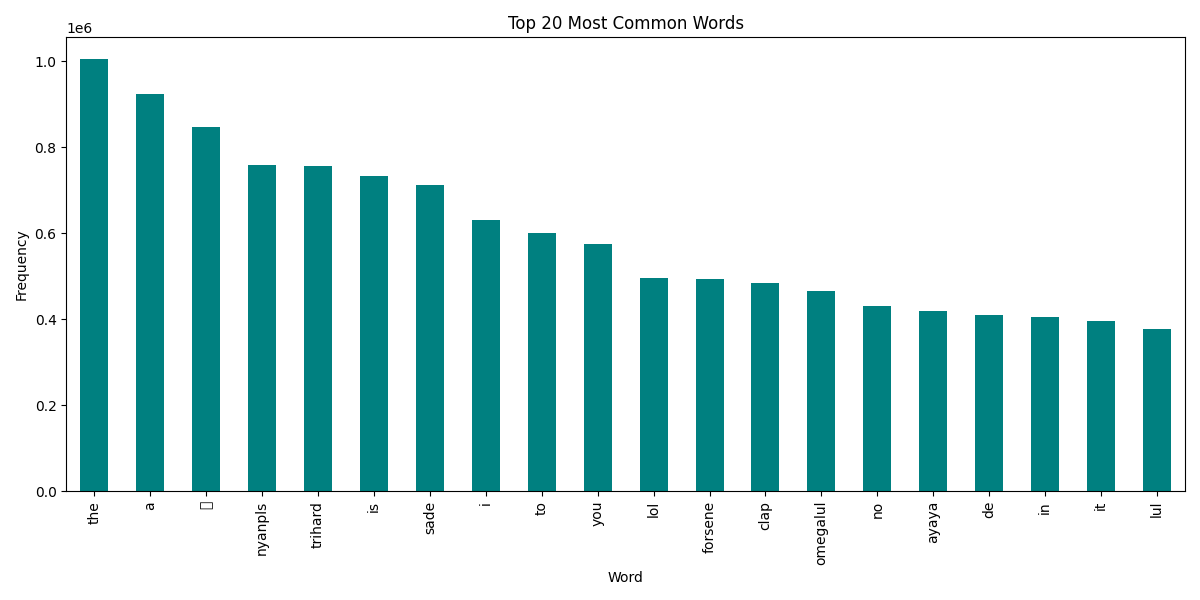 Top 20 Most Common Words
1e6
1.0
0.8
0.6
0.4
0.2
0.0
Frequency
the
a
nyanpls
trihard
is
sade
i
to
you
lol
forsene
clap
omegalul
no
ayaya
de
in
it
lul
Word